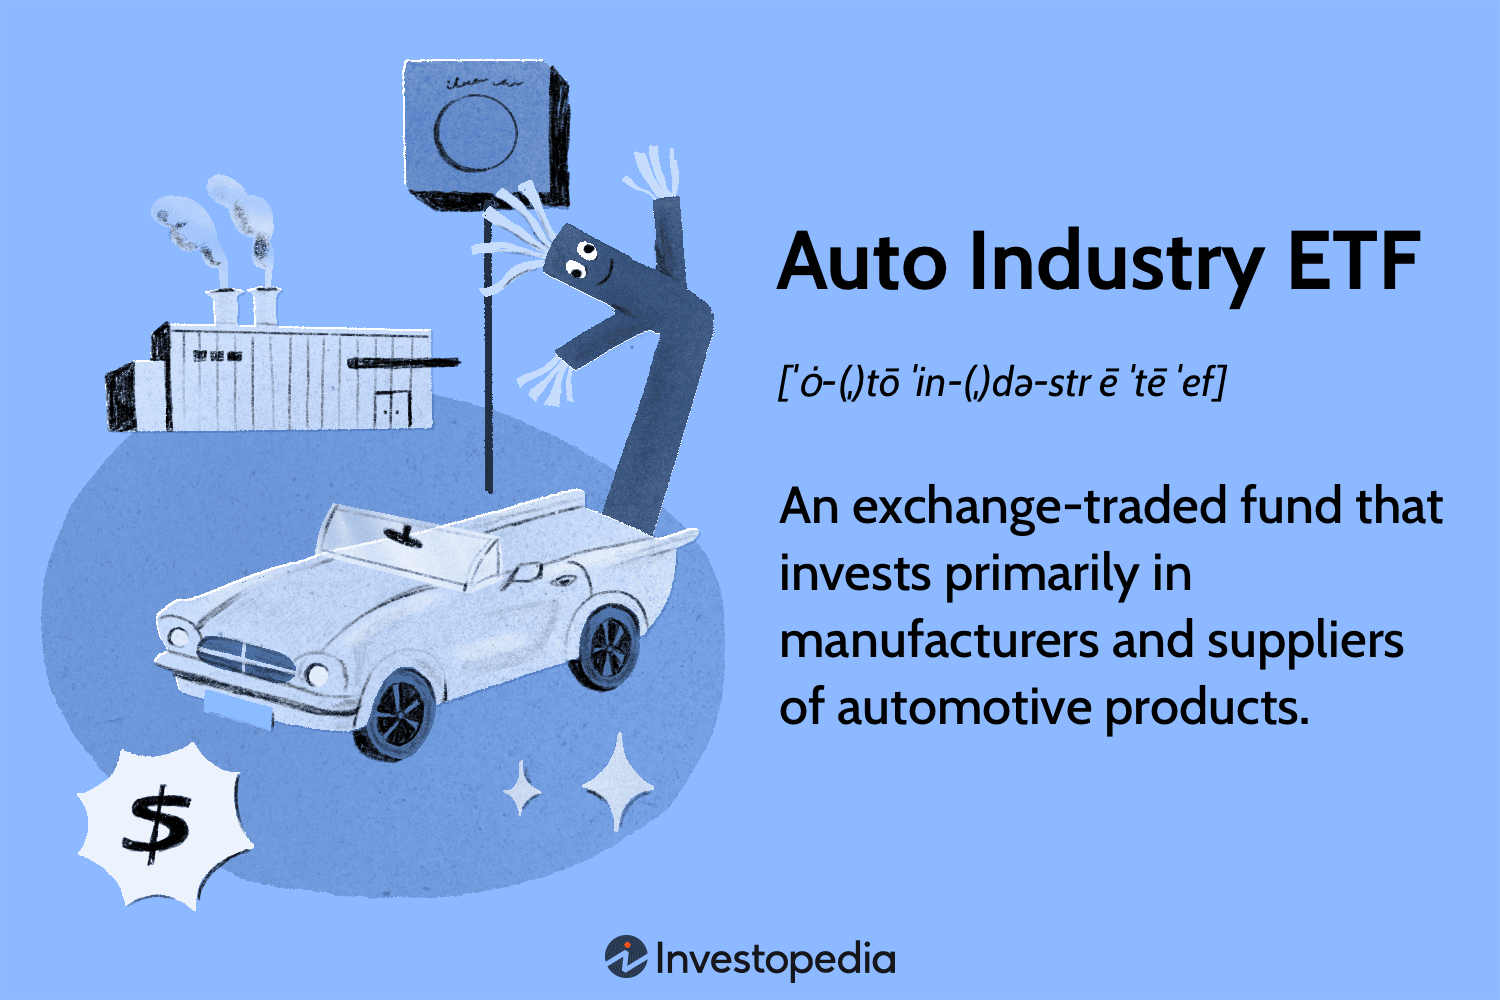 Auto Industry ETF
[ˈȯ-(ˌ)tō ˈin-(ˌ)də-str ē ˈtē ˈef]
An exchange-traded fund that
invests primarily in
manufacturers and suppliers
of automotive products.
$
Investopedia